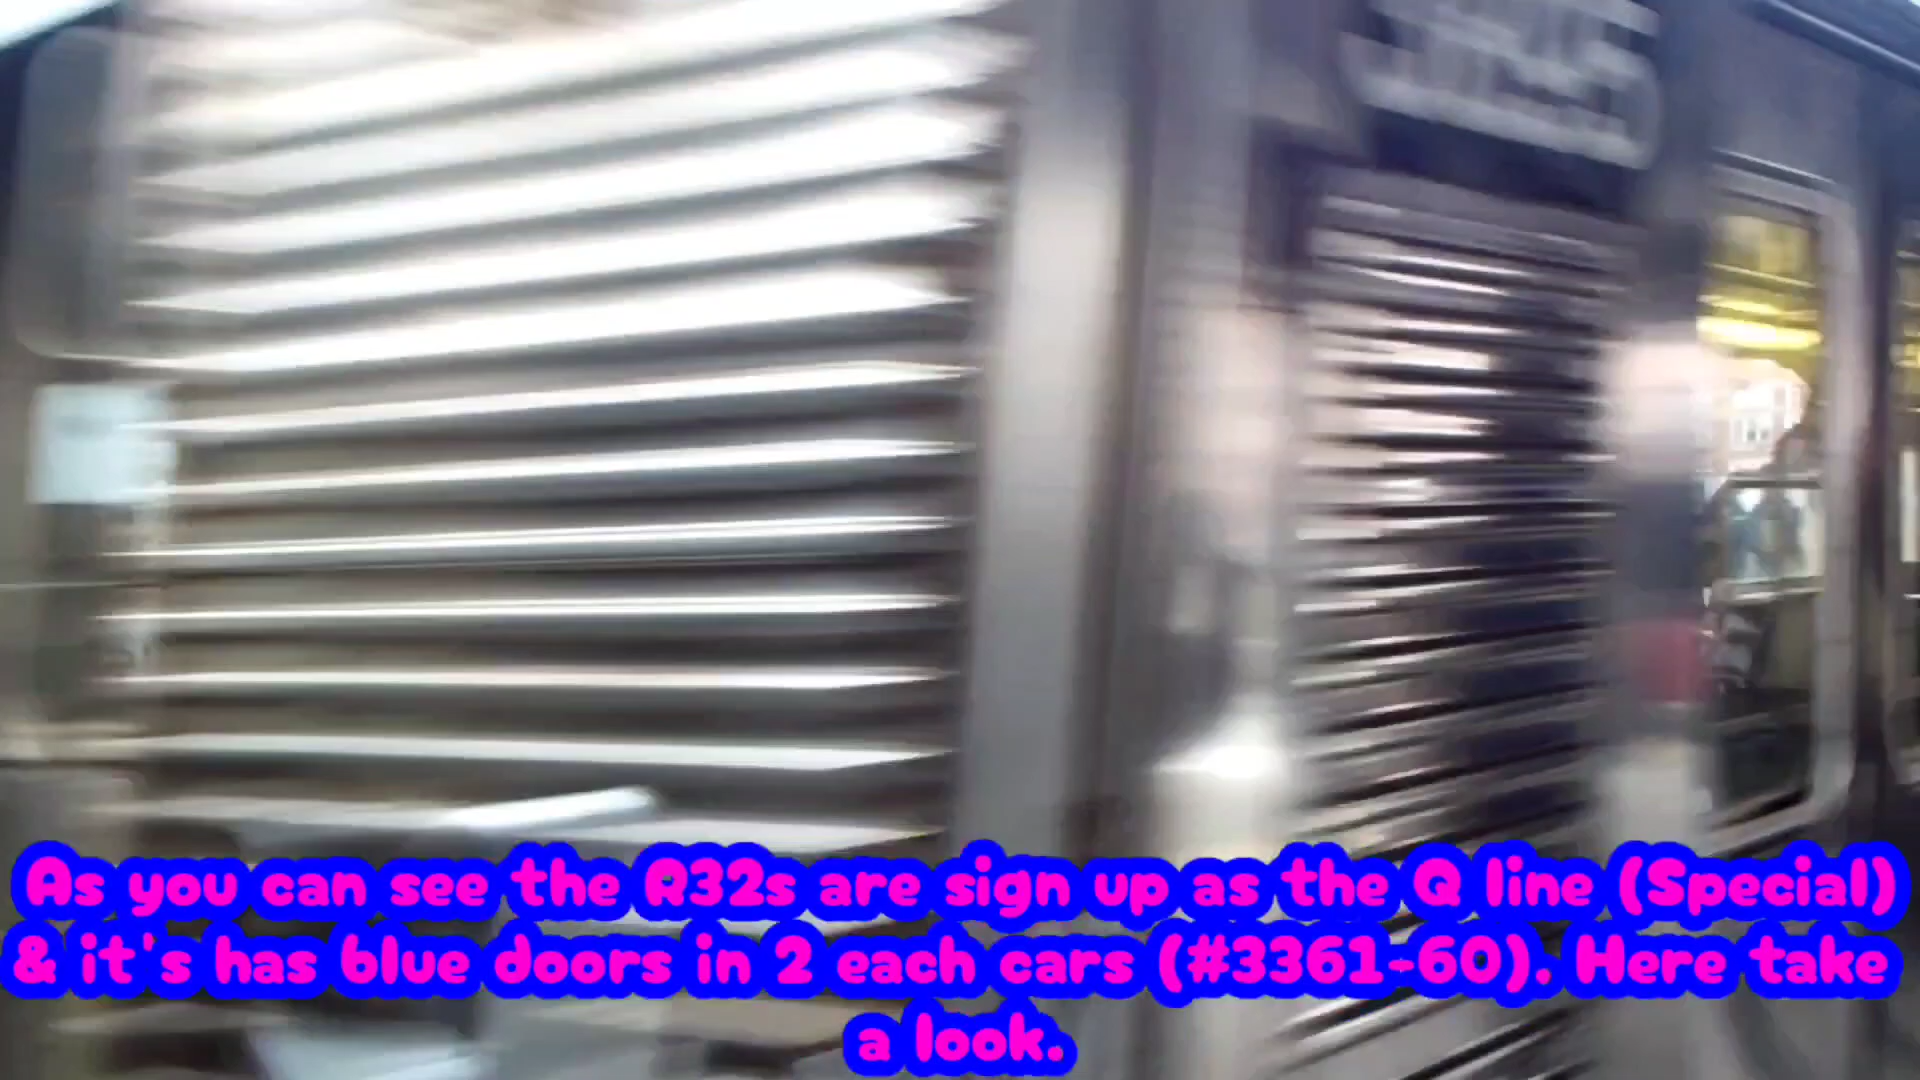 As you can see the R32s are sign up as the Q line (Special)
& it's has blue doors in 2 each cars (#3361-60). Here take
a look.